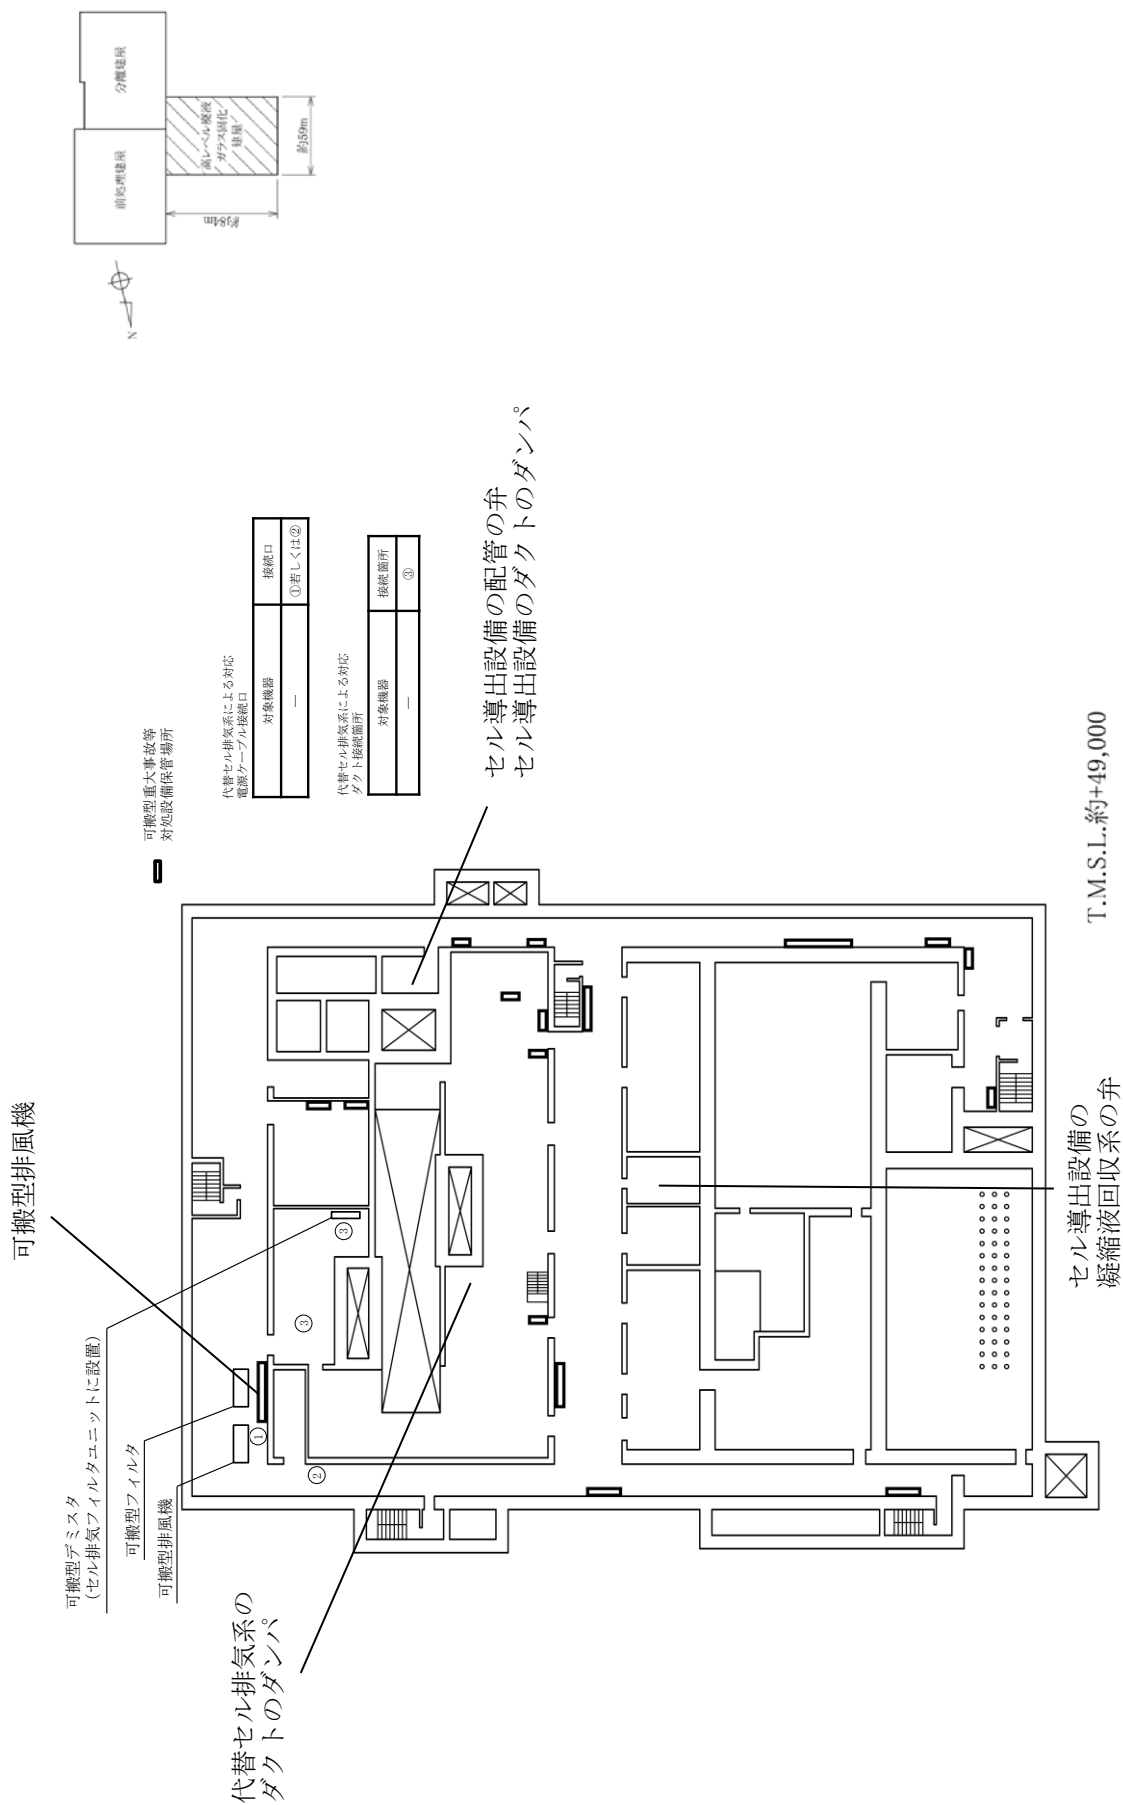 可搬型排風機
可搬型デミスタ
（セル排気フィルタユニットに設置）
可搬型フィルタ
可搬型排風機
代替セル排気系の
ダクトのダンパ
①
②
③
③
可搬型重大事故等
対処設備保管場所
代替セル排気系による対応
電源ケーブル接続口
対象機器 接続口
― ①若しくは②
代替セル排気系による対応
ダクト接続箇所
対象機器 接続箇所
― ③
セル導出設備の配管の弁
セル導出設備のダクトのダンパ
セル導出設備の
凝縮液回収系の弁
T.M.S.L.約+49,000
N
前処理建屋
分離建屋
高レベル廃液
ガラス固化
建屋
約84m
約59m